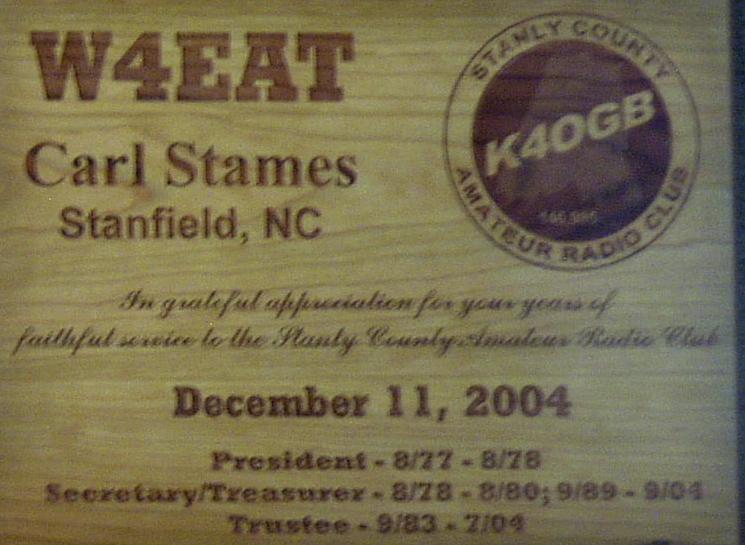 W4EAT
Carl Stames
Stanfield, NC
STANLY COUNTY
K4OGB
AMATEUR RADIO CLUB
In grateful appreciation for your years of
faithful service to the Stanly County Amateur Radio Club
December 11, 2004
President - 8/77 - 8/78
Secretary/Treasurer - 8/78 - 8/80; 9/89 - 9/04
Trustee - 9/83 - 7/04